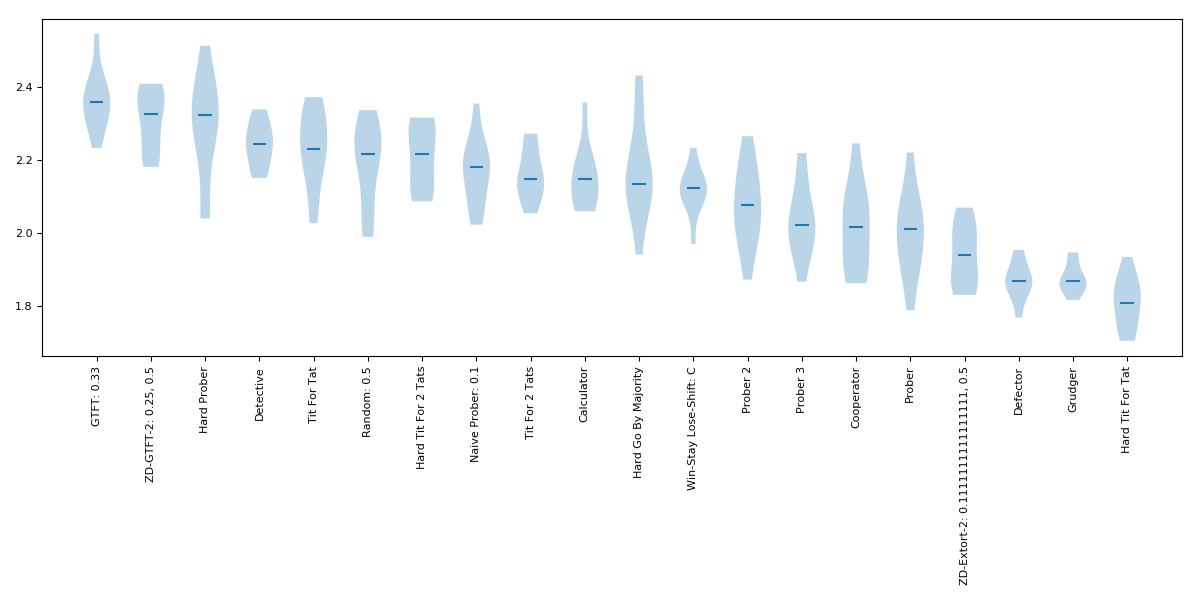 2.4
2.2
2.0
1.8
GTFT: 0.33
ZD-GTFT-2: 0.25, 0.5
Hard Prober
Detective
Tit For Tat
Random: 0.5
Hard Tit For 2 Tats
Naive Prober: 0.1
Tit For 2 Tats
Calculator
Hard Go By Majority
Win-Stay Lose-Shift: C
Prober 2
Prober 3
Cooperator
Prober
ZD-Extort-2: 0.1111111111111111, 0.5
Defector
Grudger
Hard Tit For Tat